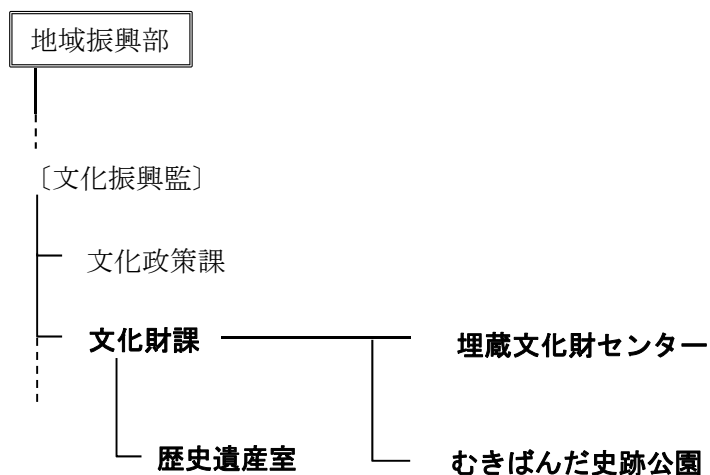 地域振興部
〔文化振興監〕
文化政策課
文化財課
埋蔵文化財センター
歴史遺産室
むきばんだ史跡公園